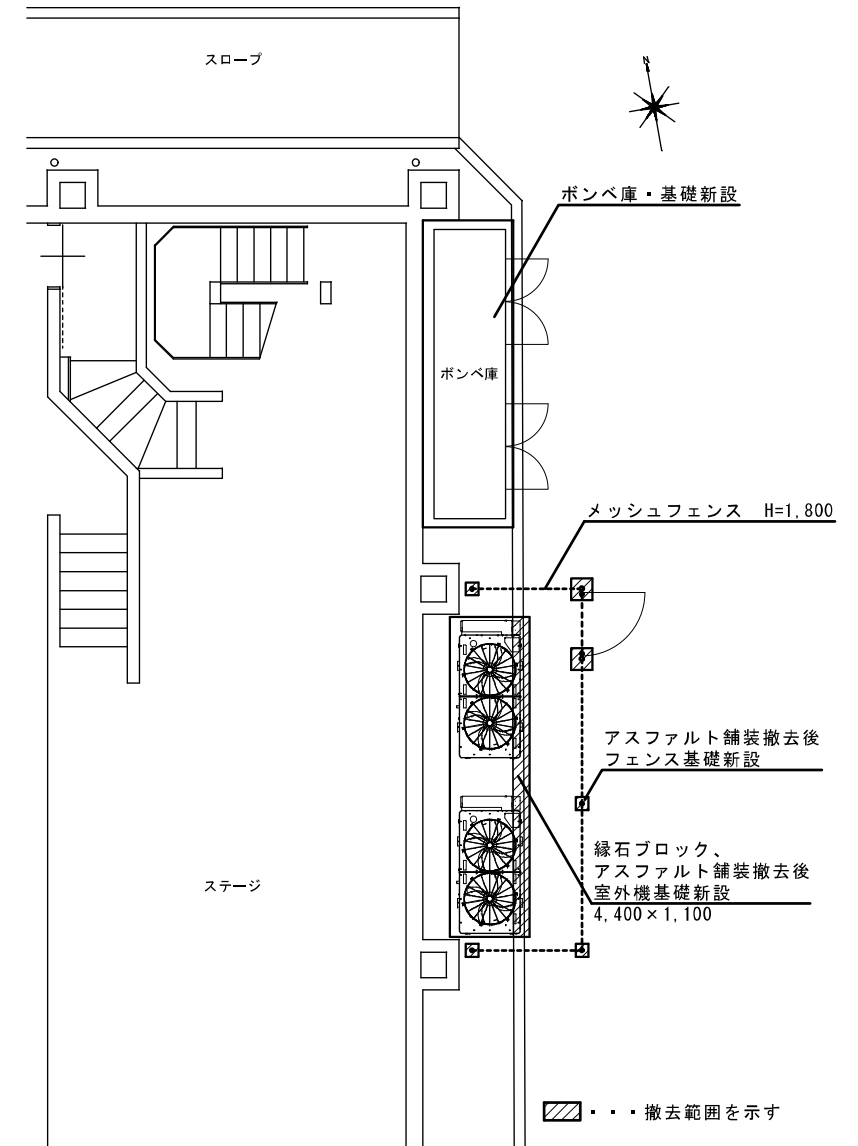 スロープ
N
ボンベ庫・基礎新設
ボンベ庫
メッシュフェンス　H=1,800
アスファルト舗装撤去後
フェンス基礎新設
縁石ブロック、
アスファルト舗装撤去後
室外機基礎新設
4,400×1,100
ステージ
・・・撤去範囲を示す